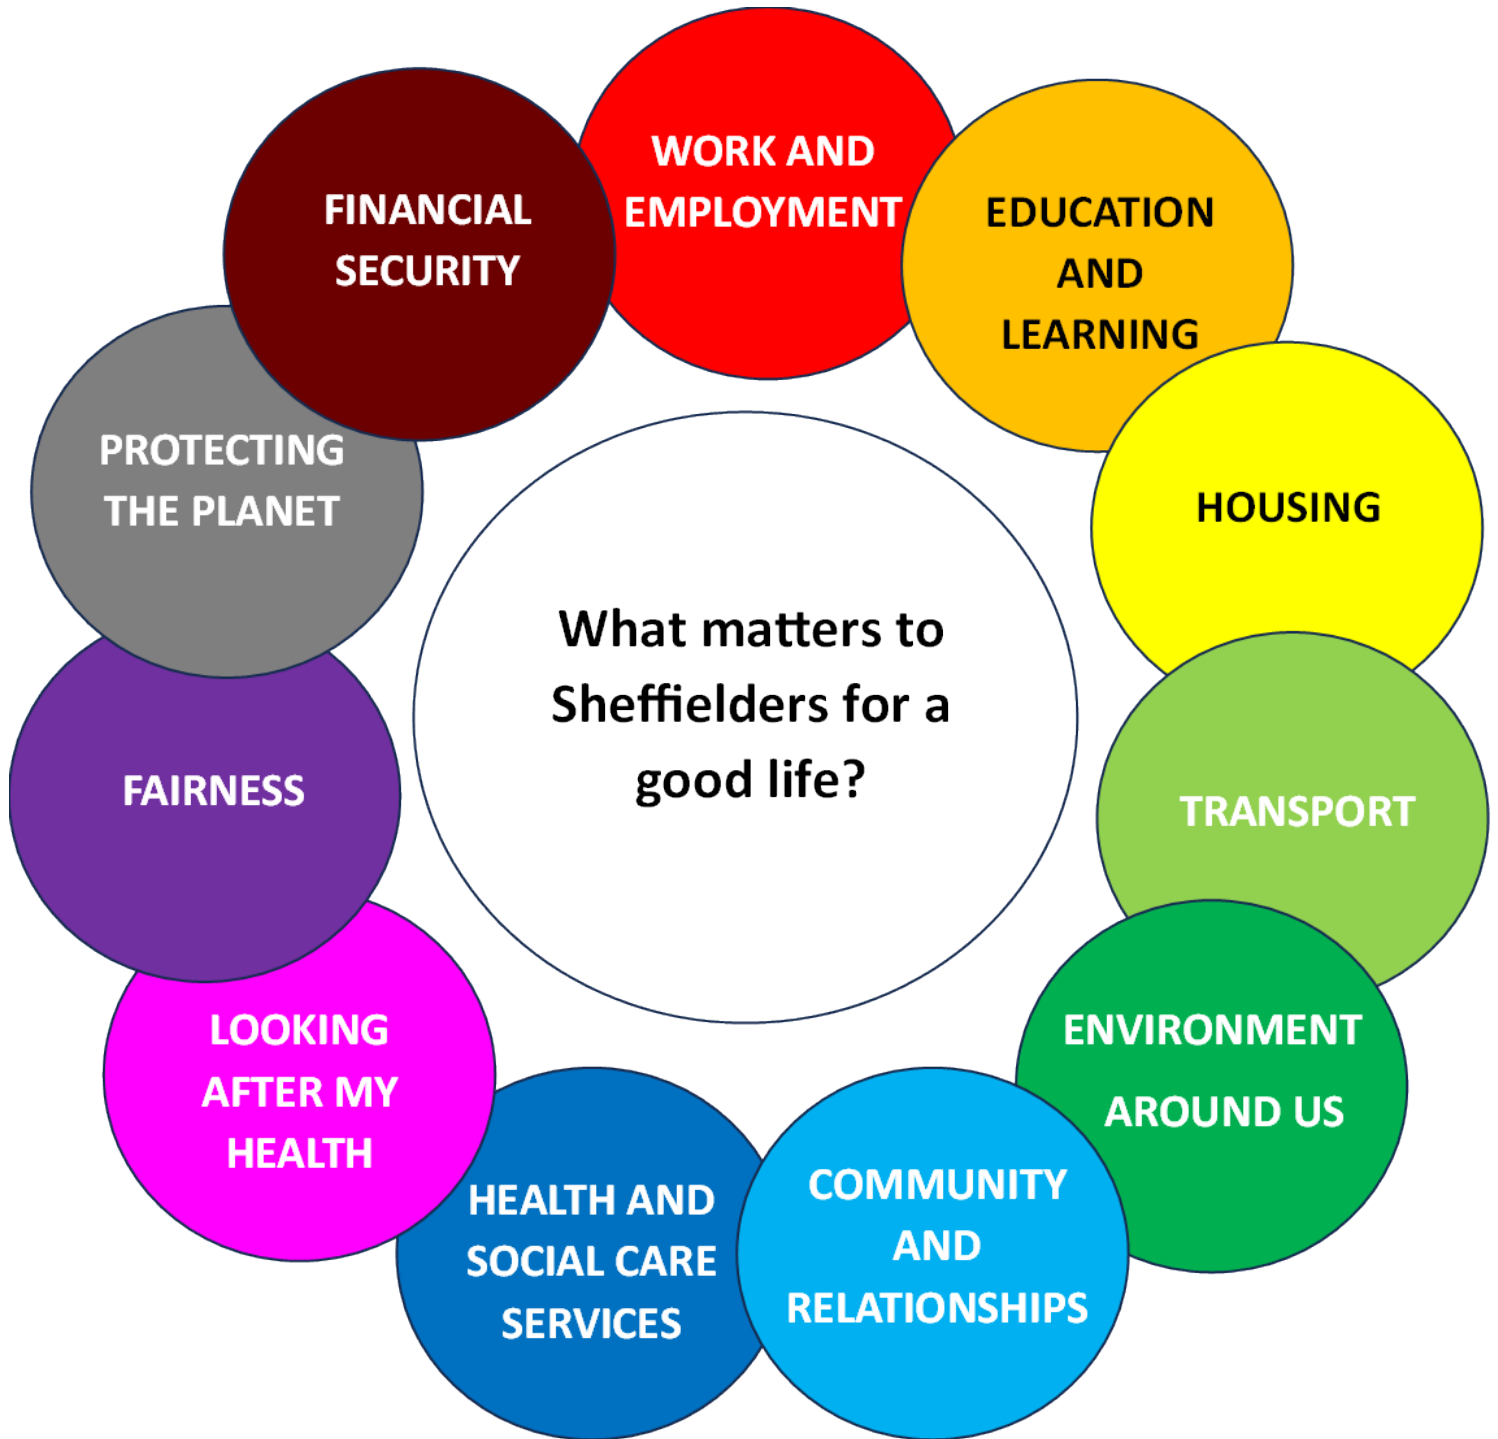 WORK AND
EMPLOYMENT
EDUCATION
AND
LEARNING
HOUSING
TRANSPORT
ENVIRONMENT
AROUND US
COMMUNITY
AND
RELATIONSHIPS
HEALTH AND
SOCIAL CARE
SERVICES
LOOKING
AFTER MY
HEALTH
FAIRNESS
PROTECTING
THE PLANET
FINANCIAL
SECURITY
What matters to
Sheffielders for a
good life?